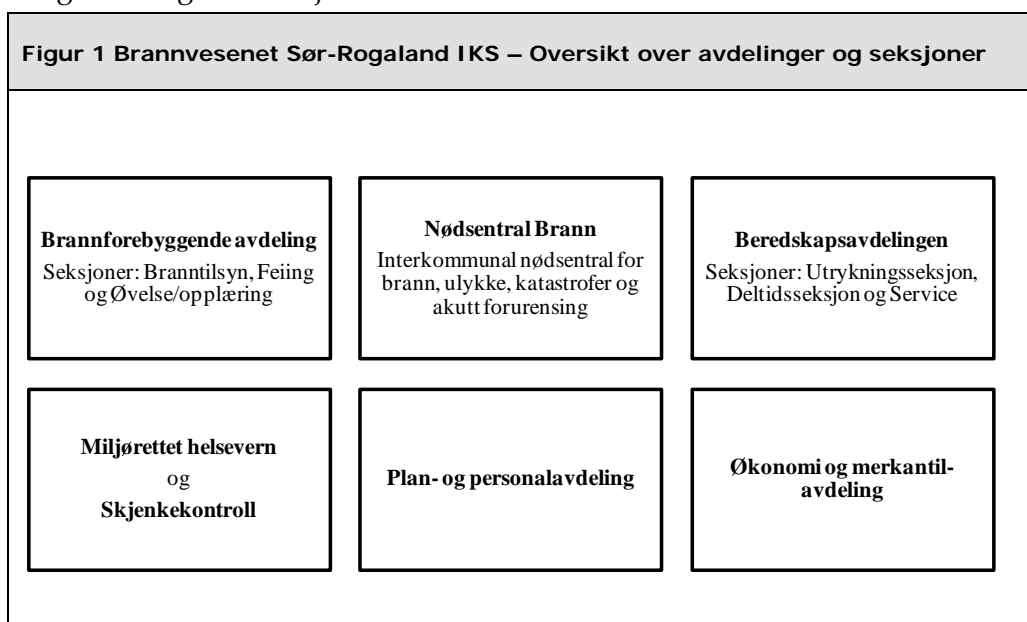 Figur 1 Brannvesenet Sør-Rogaland IKS – Oversikt over avdelinger og seksjoner
Brannforebyggende avdeling
Seksjoner: Branntilsyn, Feiing
og Øvelse/opplæring
Nødsentral Brann
Interkommunal nødsentral for
brann, ulykke, katastrofer og
akutt forurensing
Beredskapsavdelingen
Seksjoner: Utrykningsseksjon,
Deltidsseksjon og Service
Miljørettet helsevern
og
Skjenkekontroll
Plan- og personalavdeling
Økonomi og merkantil-
avdeling